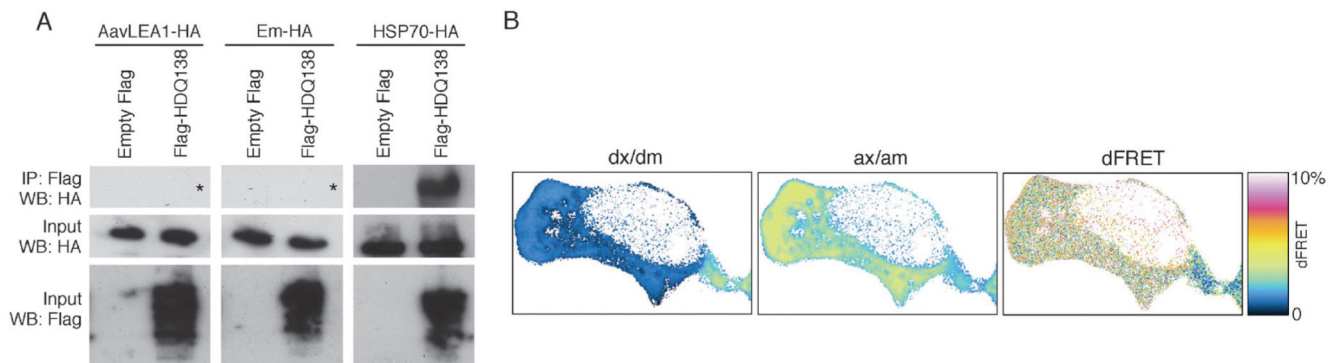 A
B
AavLEA1-HA
Em-HA
HSP70-HA
Empty Flag
Flag-HDQ138
Empty Flag
Flag-HDQ138
Empty Flag
Flag-HDQ138
IP: Flag
WB: HA
*
*
Input
WB: HA
Input
WB: Flag
dx/dm
ax/am
dFRET
10%
dFRET
0